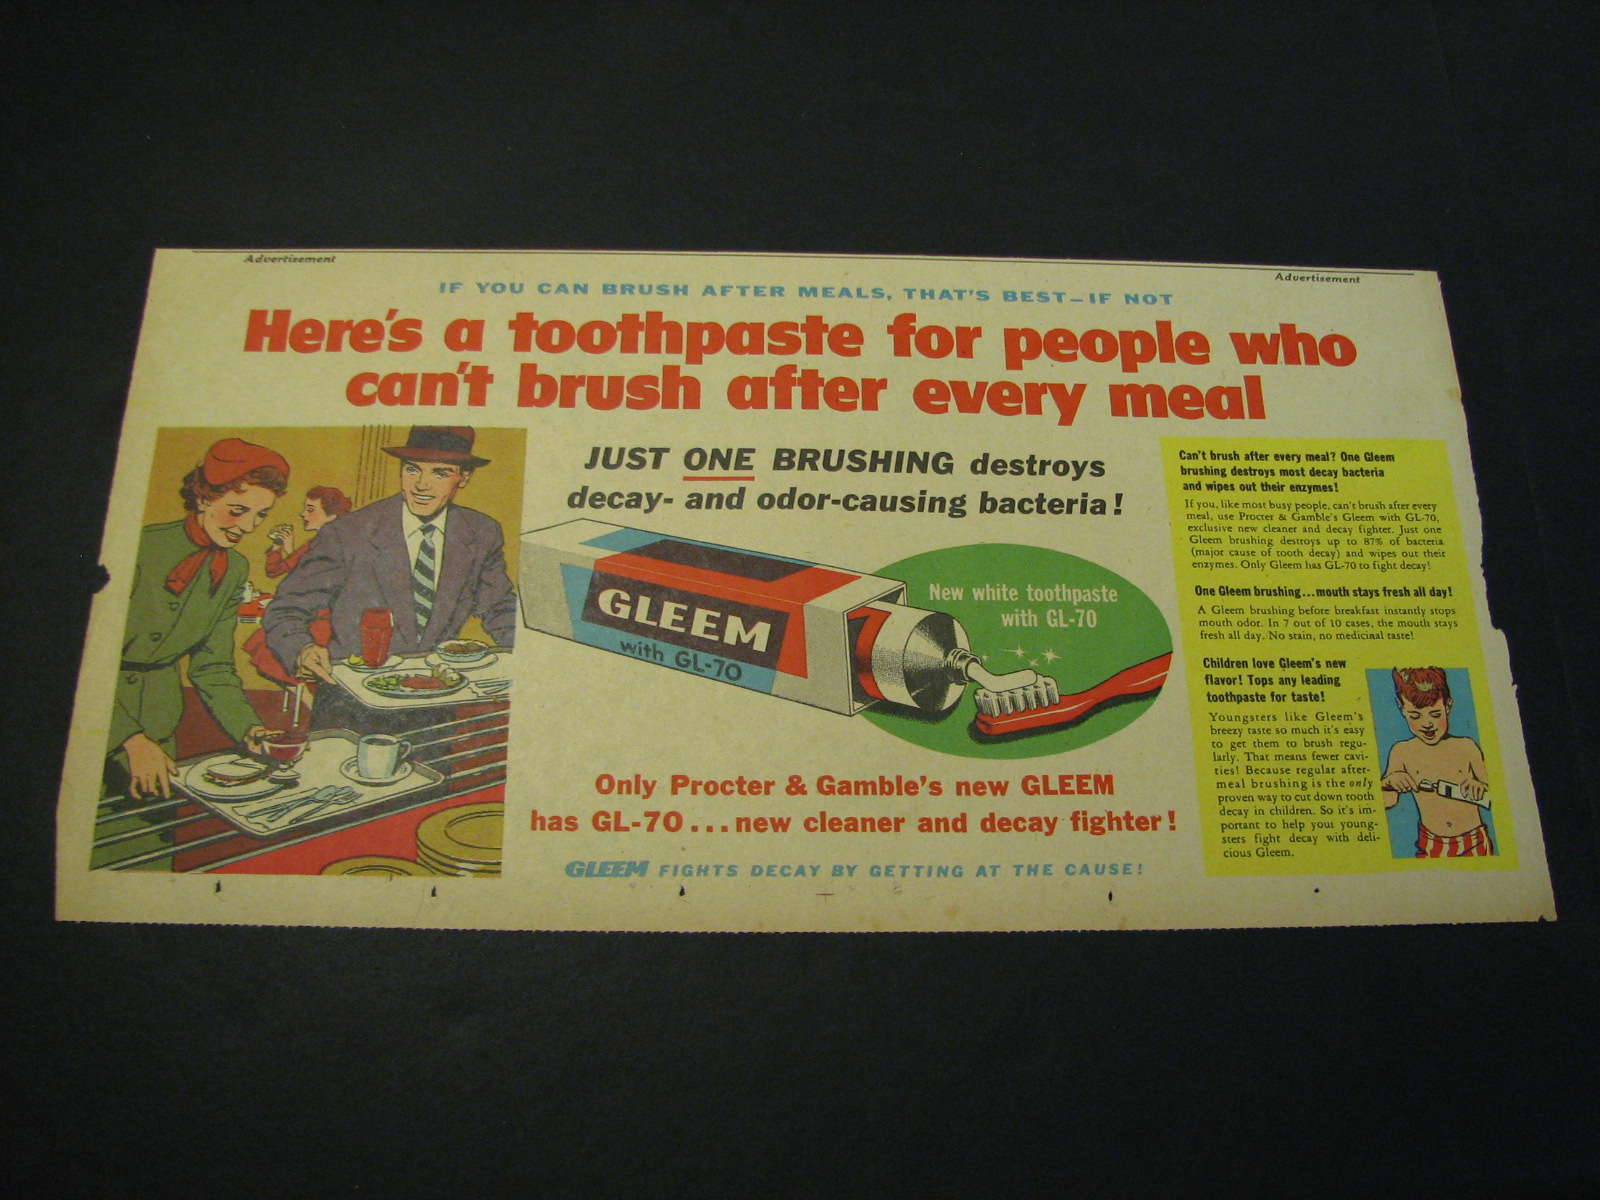 Advertisement
Advertisement
IF YOU CAN BRUSH AFTER MEALS, THAT'S BEST—IF NOT
Here's a toothpaste for people who
can't brush after every meal
JUST ONE BRUSHING destroys
decay- and odor-causing bacteria!
GLEEM
with GL-70
New white toothpaste
with GL-70
Only Procter & Gamble's new GLEEM
has GL-70...new cleaner and decay fighter!
GLEEM FIGHTS DECAY BY GETTING AT THE CAUSE!
Can't brush after every meal? One Gleem
brushing destroys most decay bacteria
and wipes out their enzymes!
If you, like most busy people, can't brush after every
meal, use Procter & Gamble's Gleem with GL-70,
exclusive new cleaner and decay fighter. Just one
Gleem brushing destroys up to 87% of bacteria
(major cause of tooth decay) and wipes out their
enzymes. Only Gleem has GL-70 to fight decay!
One Gleem brushing...mouth stays fresh all day!
A Gleem brushing before breakfast instantly stops
mouth odor. In 7 out of 10 cases, the mouth stays
fresh all day. No stain, no medicinal taste!
Children love Gleem's new
flavor! Tops any leading
toothpaste for taste!
Youngsters like Gleem's
breezy taste so much it's easy
to get them to brush regu-
larly. That means fewer cavi-
ties! Because regular after-
meal brushing is the only
proven way to cut down tooth
decay in children. So it's im-
portant to help your young-
sters fight decay with deli-
cious Gleem.